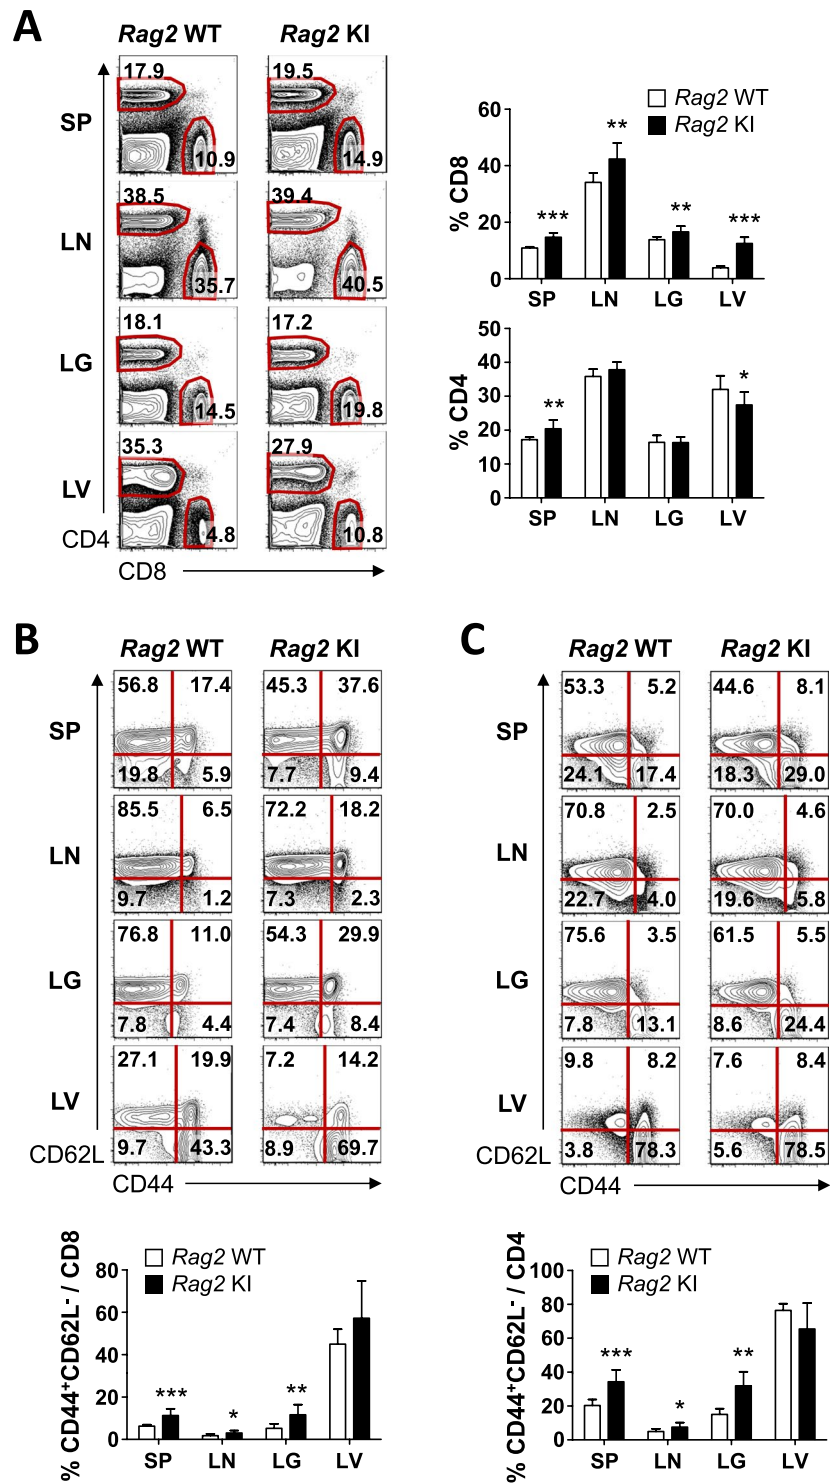 A
Rag2 WT
Rag2 KI
SP
17.9
10.9
19.5
14.9
LN
38.5
35.7
39.4
40.5
LG
18.1
14.5
17.2
19.8
LV
35.3
4.8
27.9
10.8
CD4
CD8
% CD8
60
40
20
0
Rag2 WT
Rag2 KI
***
**
**
***
SP LN LG LV
% CD4
50
40
30
20
10
0
**
*
SP LN LG LV
B
Rag2 WT
Rag2 KI
SP
56.8 17.4
19.8 5.9
45.3 37.6
7.7 9.4
LN
85.5 6.5
9.7 1.2
72.2 18.2
7.3 2.3
LG
76.8 11.0
7.8 4.4
54.3 29.9
7.4 8.4
LV
27.1 19.9
9.7 43.3
7.2 14.2
8.9 69.7
CD62L
CD44
% CD44+CD62L- / CD8
80
60
40
20
0
Rag2 WT
Rag2 KI
***
*
**
SP LN LG LV
C
Rag2 WT
Rag2 KI
SP
53.3 5.2
24.1 17.4
44.6 8.1
18.3 29.0
LN
70.8 2.5
22.7 4.0
70.0 4.6
19.6 5.8
LG
75.6 3.5
7.8 13.1
61.5 5.5
8.6 24.4
LV
9.8 8.2
3.8 78.3
7.6 8.4
5.6 78.5
CD62L
CD44
% CD44+CD62L- / CD4
100
80
60
40
20
0
Rag2 WT
Rag2 KI
***
*
**
SP LN LG LV